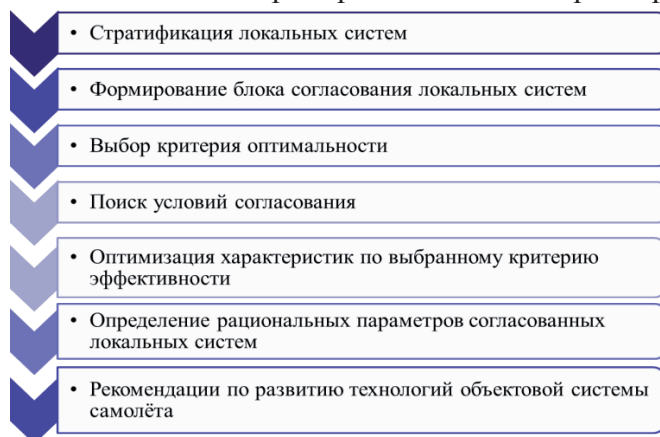 • Стратификация локальных систем
• Формирование блока согласования локальных систем
• Выбор критерия оптимальности
• Поиск условий согласования
• Оптимизация характеристик по выбранному критерию
эффективности
• Определение рациональных параметров согласованных
локальных систем
• Рекомендации по развитию технологий объектовой системы
самолёта